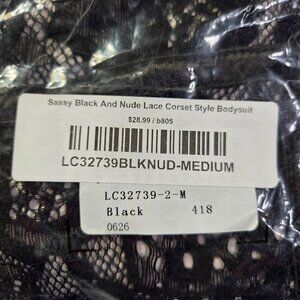 Sassy Black And Nude Lace Corset Style Bodysuit
$28.99 / b805
LC32739BLKNUD-MEDIUM
LC32739-2-M
Black 418
0626